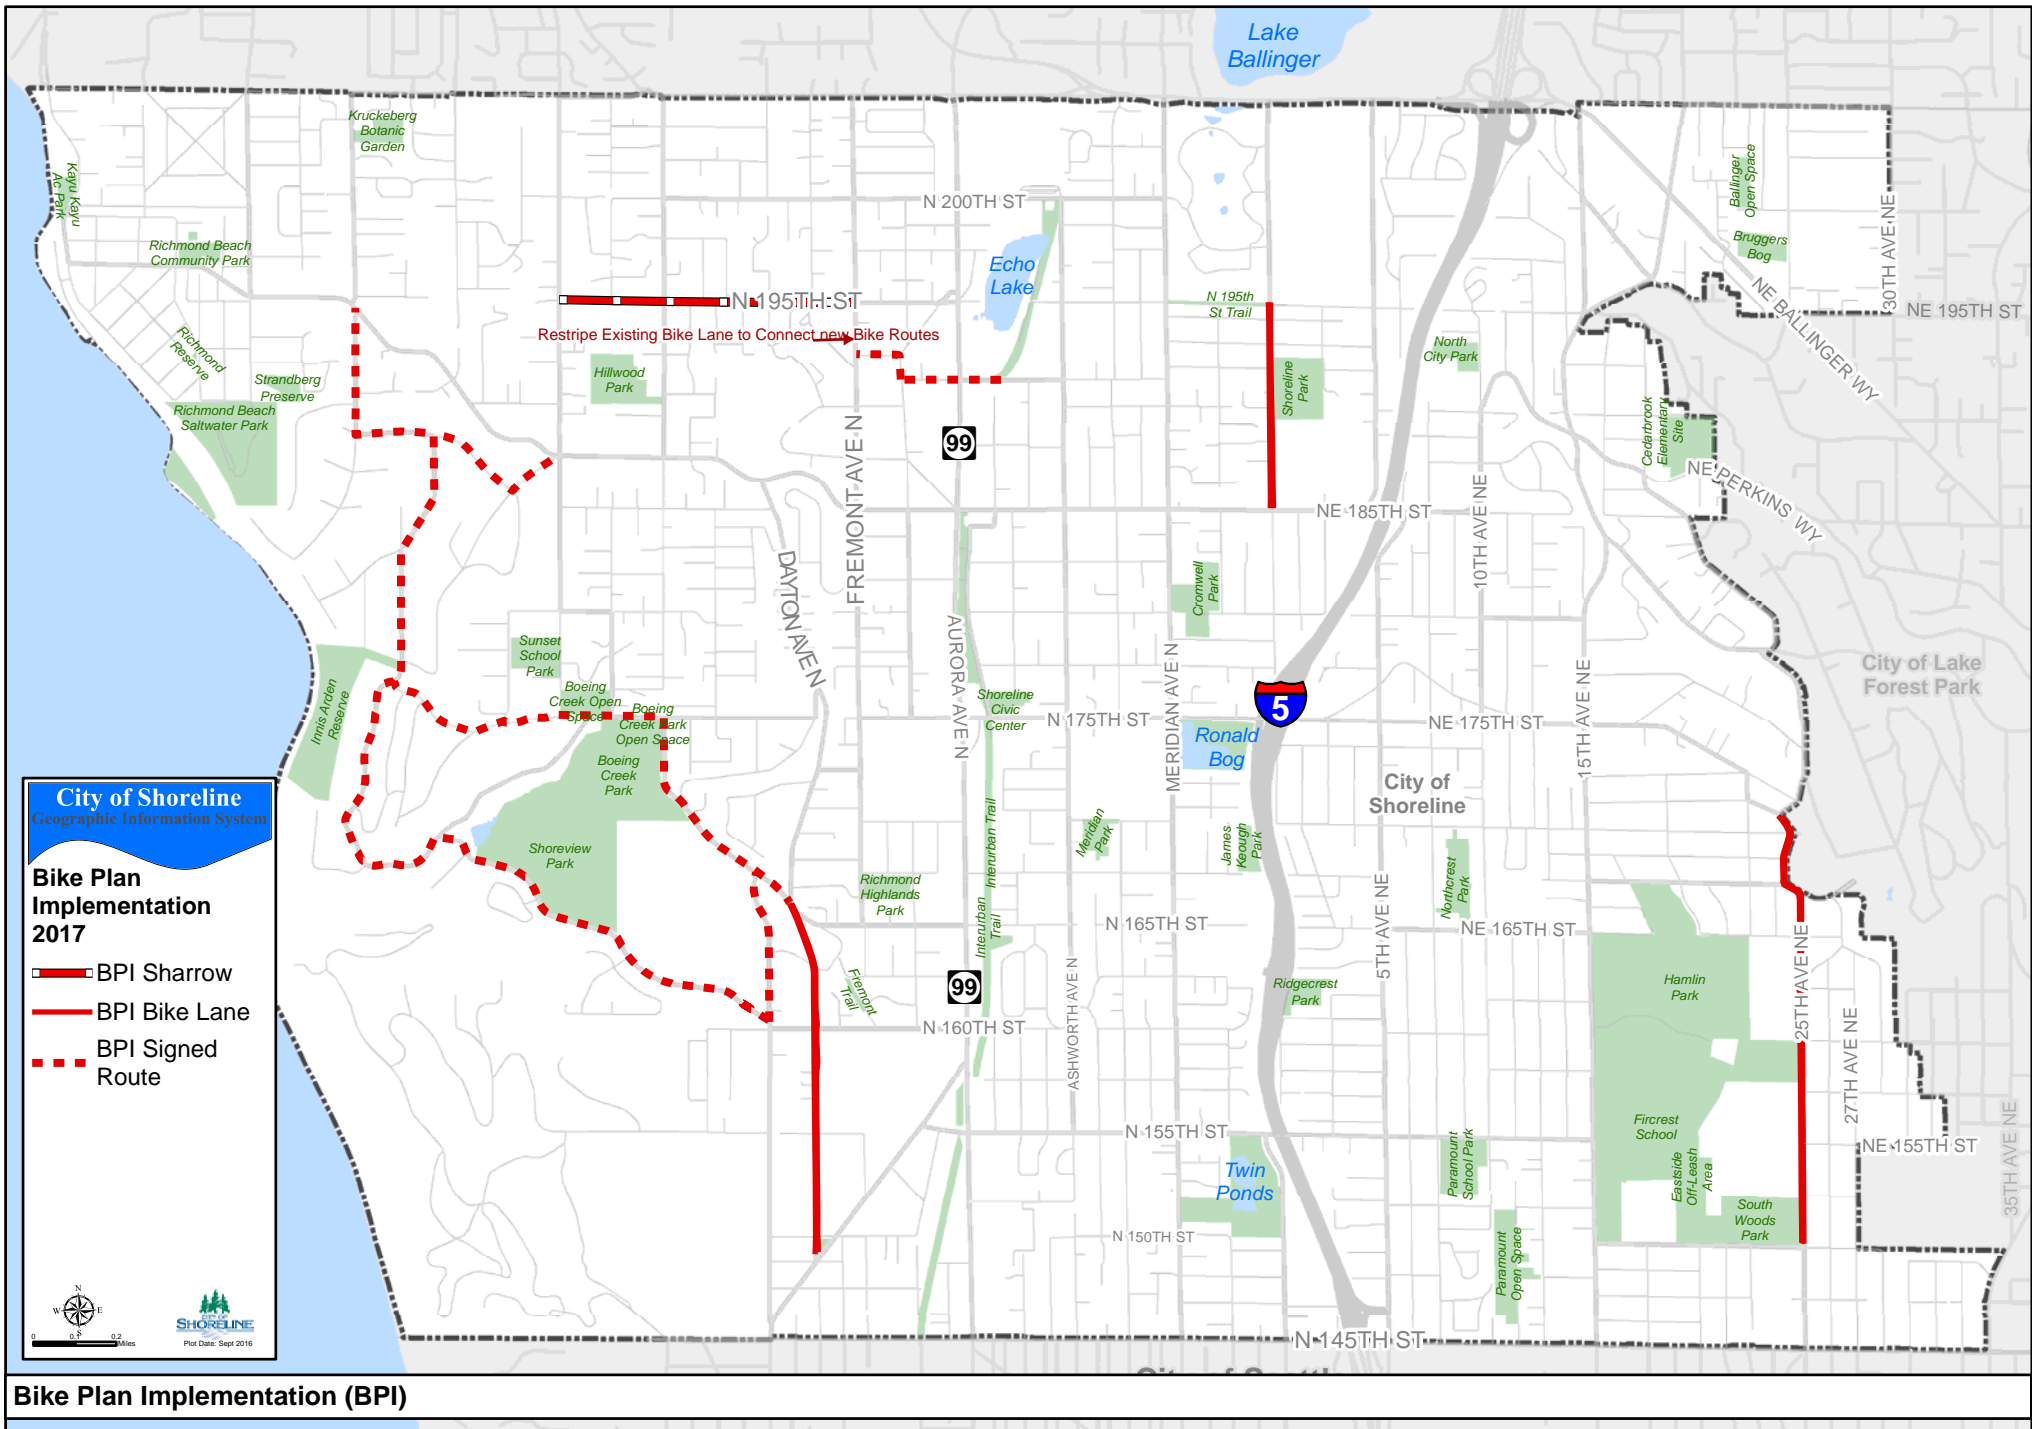 Lake
Ballinger
Kruckeberg
Botanic
Garden
Kayu Kayu
Ac Park
Richmond Beach
Community Park
N 200TH ST
Ballinger
Open Space
Bruggers
Bog
30TH AVE NE
Echo
Lake
N 195TH ST
N 195th
St Trail
NE BALLINGER WY
NE 195TH ST
Restripe Existing Bike Lane to Connect new Bike Routes
Richmond
Reserve
Strandberg
Preserve
Richmond Beach
Saltwater Park
Hillwood
Park
Shoreline
Park
North
City Park
Cedarbrook
Elementary
Site
99
FREMONT AVE N
NE PERKINS WY
NE 185TH ST
10TH AVE NE
DAYTON AVE N
Cromwell
Park
AURORA AVE N
MERIDIAN AVE N
15TH AVE NE
City of Lake
Forest Park
Sunset
School
Park
Innis Arden
Reserve
Boeing
Creek Open
Space
Boeing
Creek Park
Open Space
Boeing
Creek
Park
Shoreline
Civic
Center
N 175TH ST
5
NE 175TH ST
Ronald
Bog
City of
Shoreline
Interurban Trail
Meridian
Park
James
Keough
Park
Northcrest
Park
Shoreview
Park
Richmond
Highlands
Park
Interurban
Trail
N 165TH ST
5TH AVE NE
NE 165TH ST
25TH AVE NE
Hamlin
Park
Fremont
Trail
99
ASHWORTH AVE N
Ridgecrest
Park
N 160TH ST
27TH AVE NE
N 155TH ST
Fircrest
School
NE 155TH ST
35TH AVE NE
Twin
Ponds
Paramount
School Park
Eastside
Off-Leash
Area
South
Woods
Park
N 150TH ST
Paramount
Open Space
N 145TH ST
City of Seattle
City of Shoreline
Geographic Information System
Bike Plan
Implementation
2017
BPI Sharrow
BPI Bike Lane
BPI Signed
Route
N
W
E
S
0
0.1
0.2
Miles
CITY OF
SHORELINE
Plot Date: Sept 2016
Bike Plan Implementation (BPI)